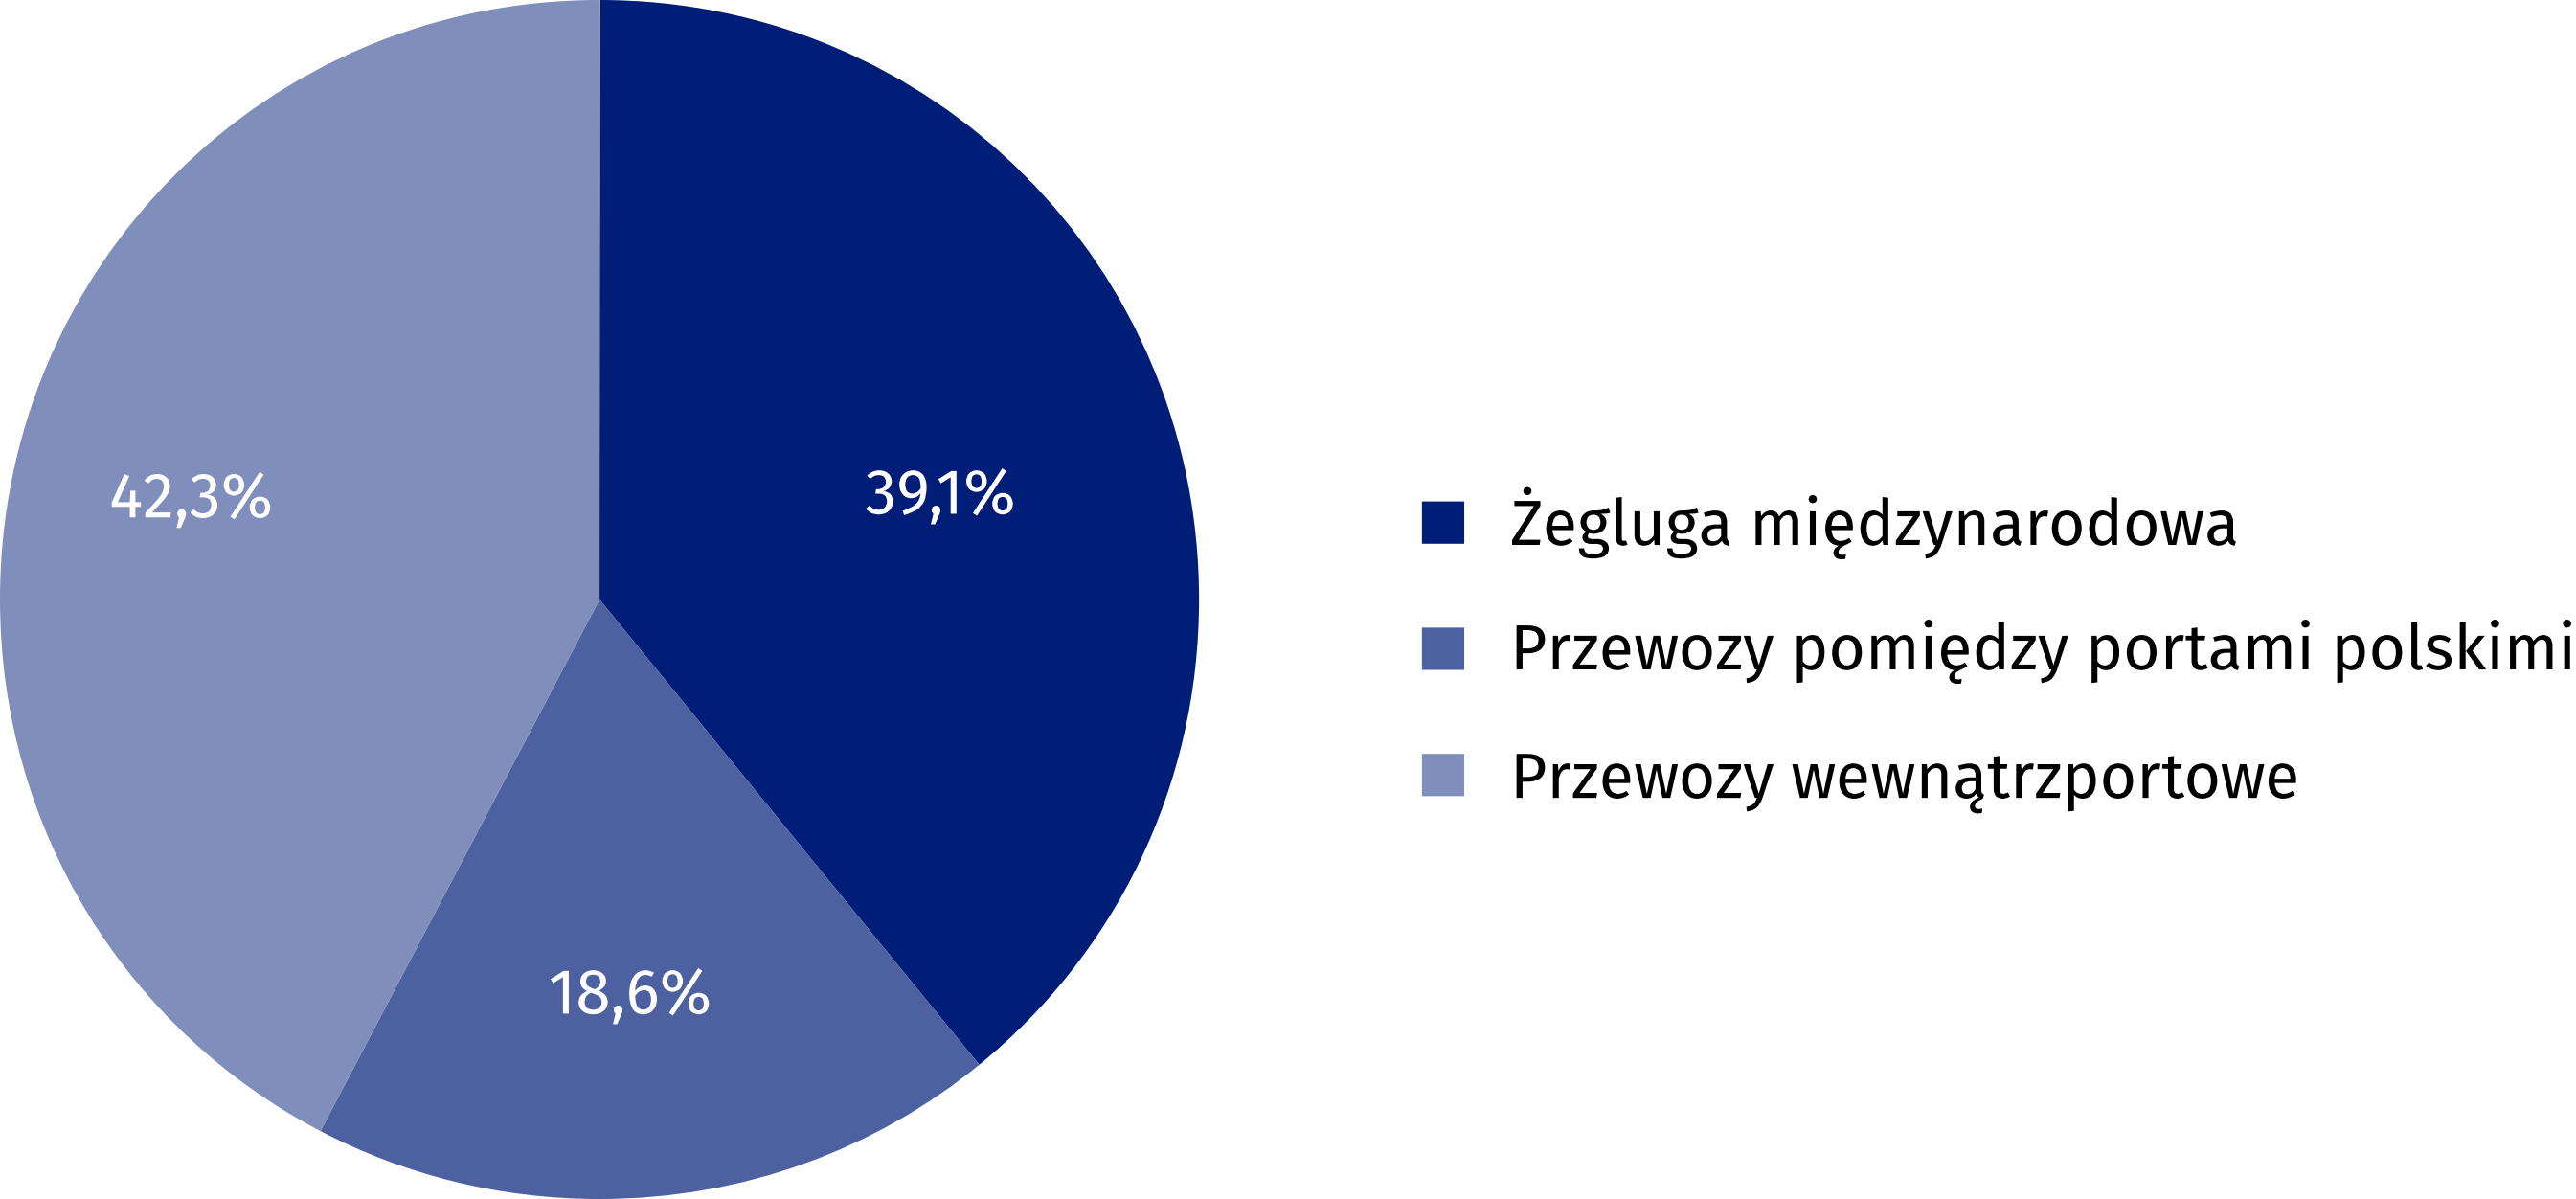 42,3%
39,1%
18,6%
Żegluga międzynarodowa
Przewozy pomiędzy portami polskimi
Przewozy wewnątrzportowe